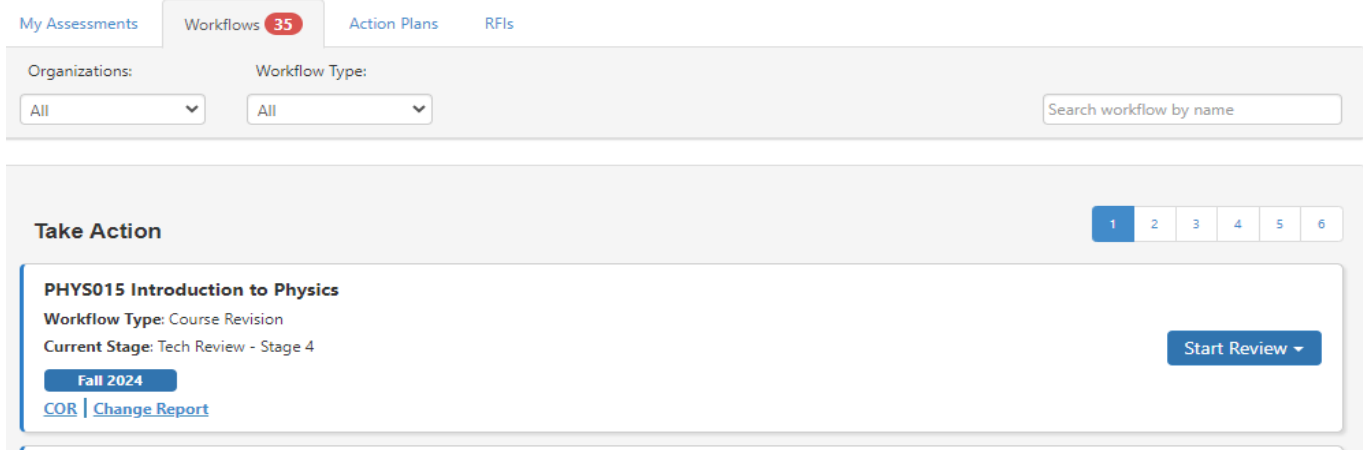 My Assessments Workflows 35 Action Plans RFIs
Organizations: Workflow Type:
All All Search workflow by name
Take Action 1 2 3 4 5 6
PHYS015 Introduction to Physics
Workflow Type: Course Revision
Current Stage: Tech Review - Stage 4
Start Review
Fall 2024
COR | Change Report